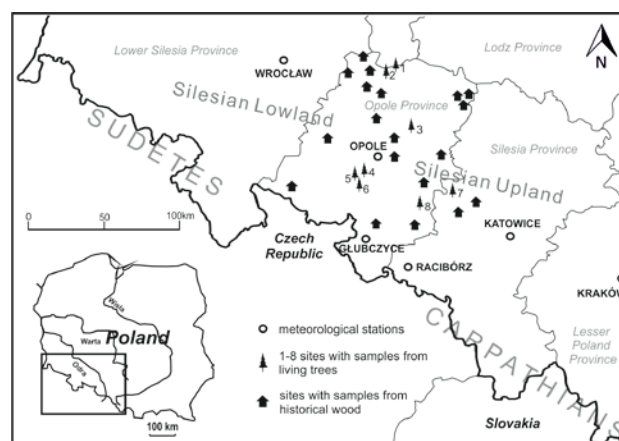 Lower Silesia Province
Lodz Province
WROCŁAW
N
2
1
Silesian Lowland
Opole Province
SUDETES
3
Silesia Province
OPOLE
Silesian Upland
5
4
6
7
8
0
50
100km
Czech
Republic
GŁUBCZYCE
KATOWICE
RACIBÓRZ
KRAKÓW
Wisła
Poland
Warta
Odra
100 km
CARPATHIANS
Lesser
Poland
Province
meteorological stations
1-8 sites with samples from
living trees
sites with samples from
historical wood
Slovakia